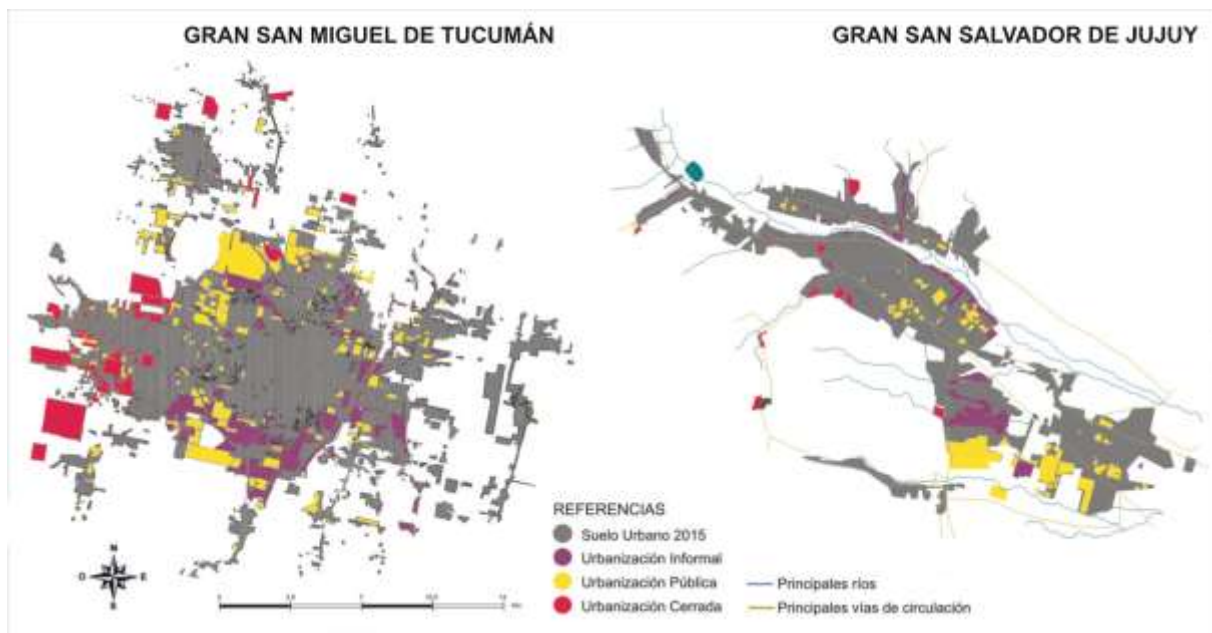 GRAN SAN MIGUEL DE TUCUMÁN
GRAN SAN SALVADOR DE JUJUY
REFERENCIAS
Suelo Urbano 2015
Urbanización Informal
Urbanización Pública
Urbanización Cerrada
Principales ríos
Principales vías de circulación
N
O
E
S
0